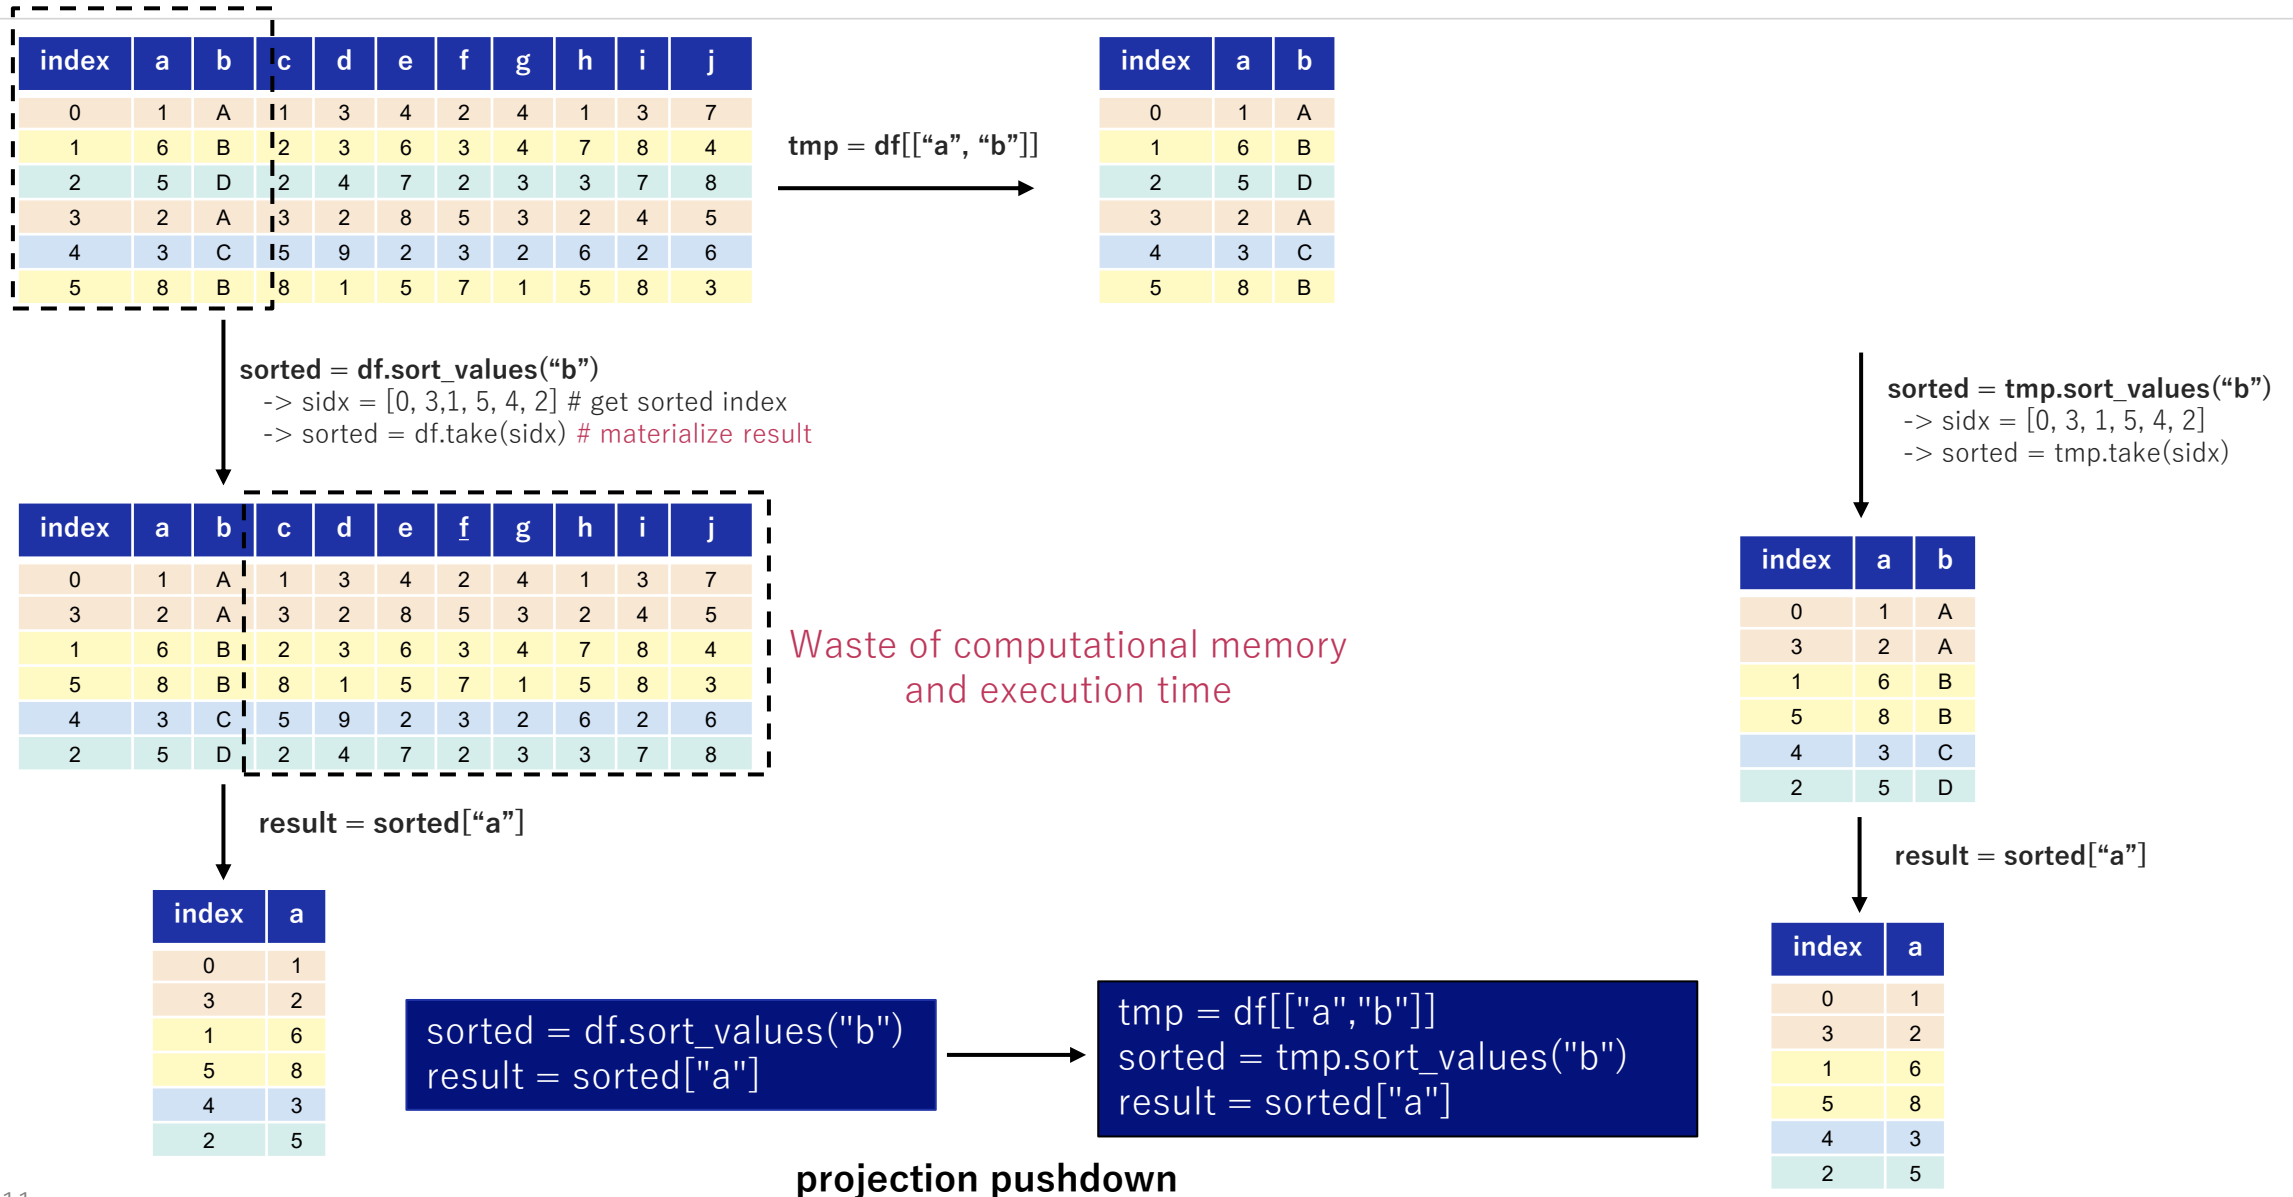 index a b c d e f g h i j
0 1 A 1 3 4 2 4 1 3 7
1 6 B 2 3 6 3 4 7 8 4
2 5 D 2 4 7 2 3 3 7 8
3 2 A 3 2 8 5 3 2 4 5
4 3 C 5 9 2 3 2 6 2 6
5 8 B 8 1 5 7 1 5 8 3
tmp = df[[“a”, “b”]]
index a b
0 1 A
1 6 B
2 5 D
3 2 A
4 3 C
5 8 B
sorted = df.sort_values(“b”)
-> sidx = [0, 3,1, 5, 4, 2] # get sorted index
-> sorted = df.take(sidx) # materialize result
sorted = tmp.sort_values(“b”)
-> sidx = [0, 3, 1, 5, 4, 2]
-> sorted = tmp.take(sidx)
index a b c d e f g h i j
0 1 A 1 3 4 2 4 1 3 7
3 2 A 3 2 8 5 3 2 4 5
1 6 B 2 3 6 3 4 7 8 4
5 8 B 8 1 5 7 1 5 8 3
4 3 C 5 9 2 3 2 6 2 6
2 5 D 2 4 7 2 3 3 7 8
Waste of computational memory
and execution time
index a b
0 1 A
3 2 A
1 6 B
5 8 B
4 3 C
2 5 D
result = sorted[“a”]
result = sorted[“a”]
index a
0 1
3 2
1 6
5 8
4 3
2 5
sorted = df.sort_values("b")
result = sorted["a"]
tmp = df[["a","b"]]
sorted = tmp.sort_values("b")
result = sorted["a"]
index a
0 1
3 2
1 6
5 8
4 3
2 5
projection pushdown